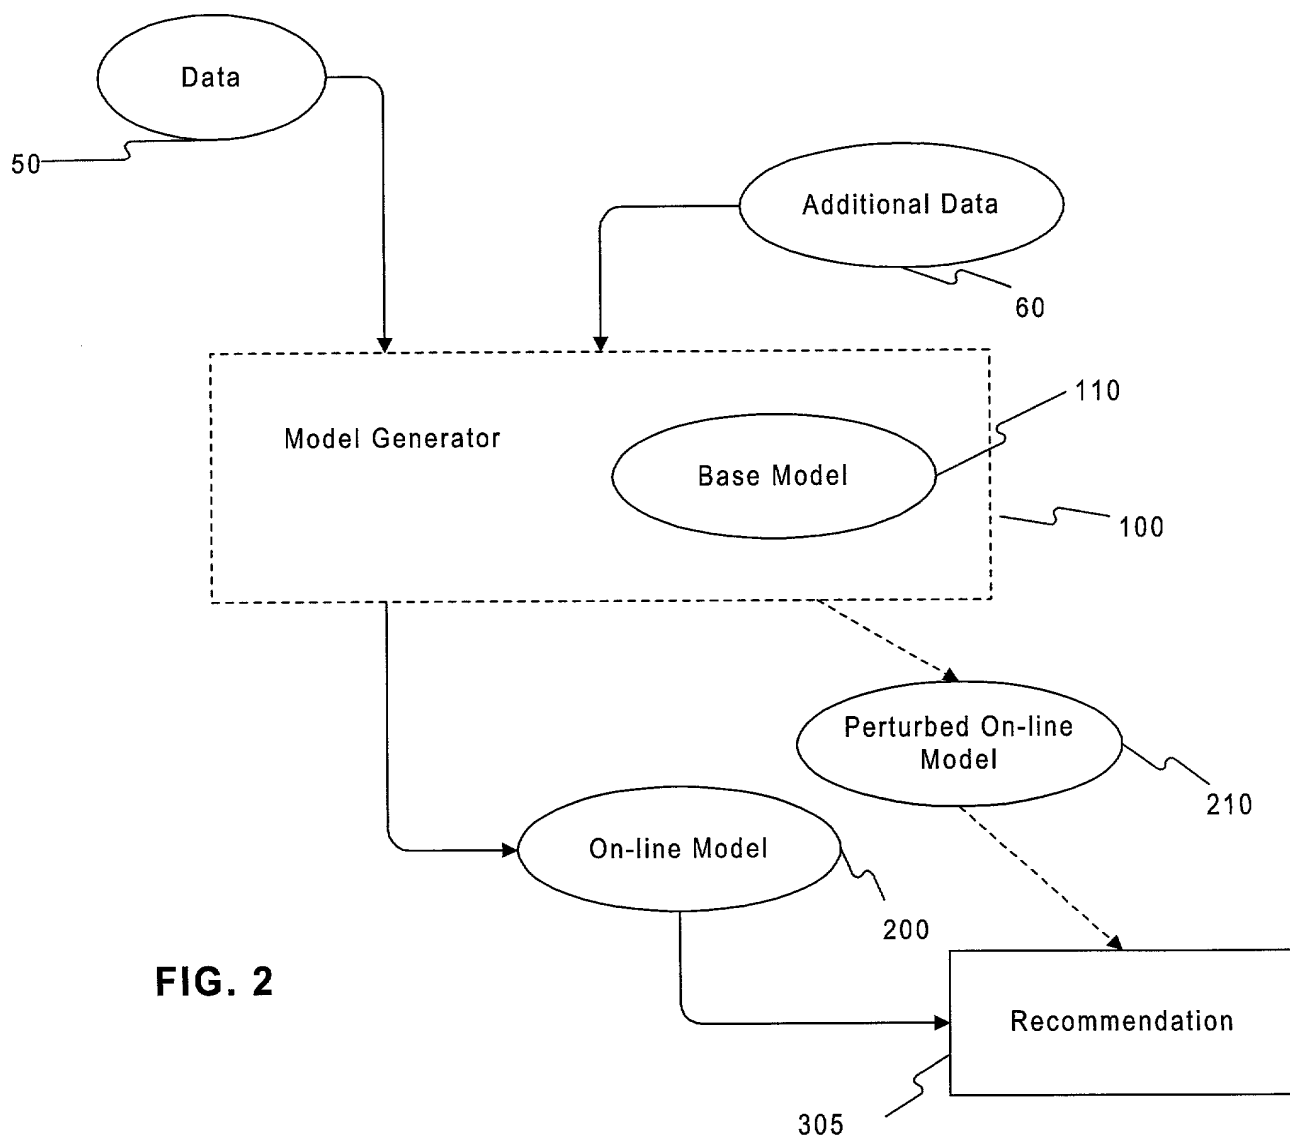 Data
50
Additional Data
60
110
Model Generator
Base Model
100
Perturbed On-line
Model
210
On-line Model
200
FIG. 2
Recommendation
305